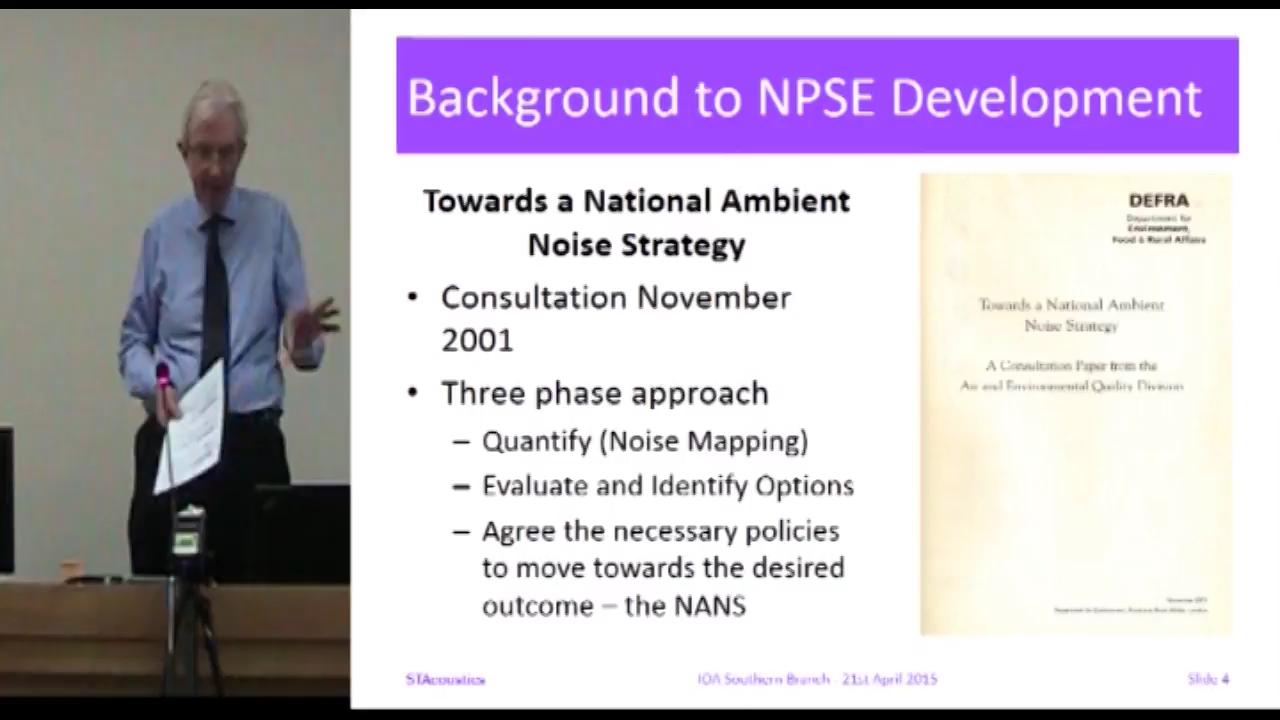 Background to NPSE Development
Towards a National Ambient
Noise Strategy
• Consultation November
2001
• Three phase approach
– Quantify (Noise Mapping)
– Evaluate and Identify Options
– Agree the necessary policies
to move towards the desired
outcome – the NANS
DEFRA
Department for
Environment,
Food & Rural Affairs
Towards a National Ambient
Noise Strategy
A Consultation Paper from the
Air and Environmental Quality Division
STAcoustics
IOA Southern Branch - 21st April 2015
Slide 4